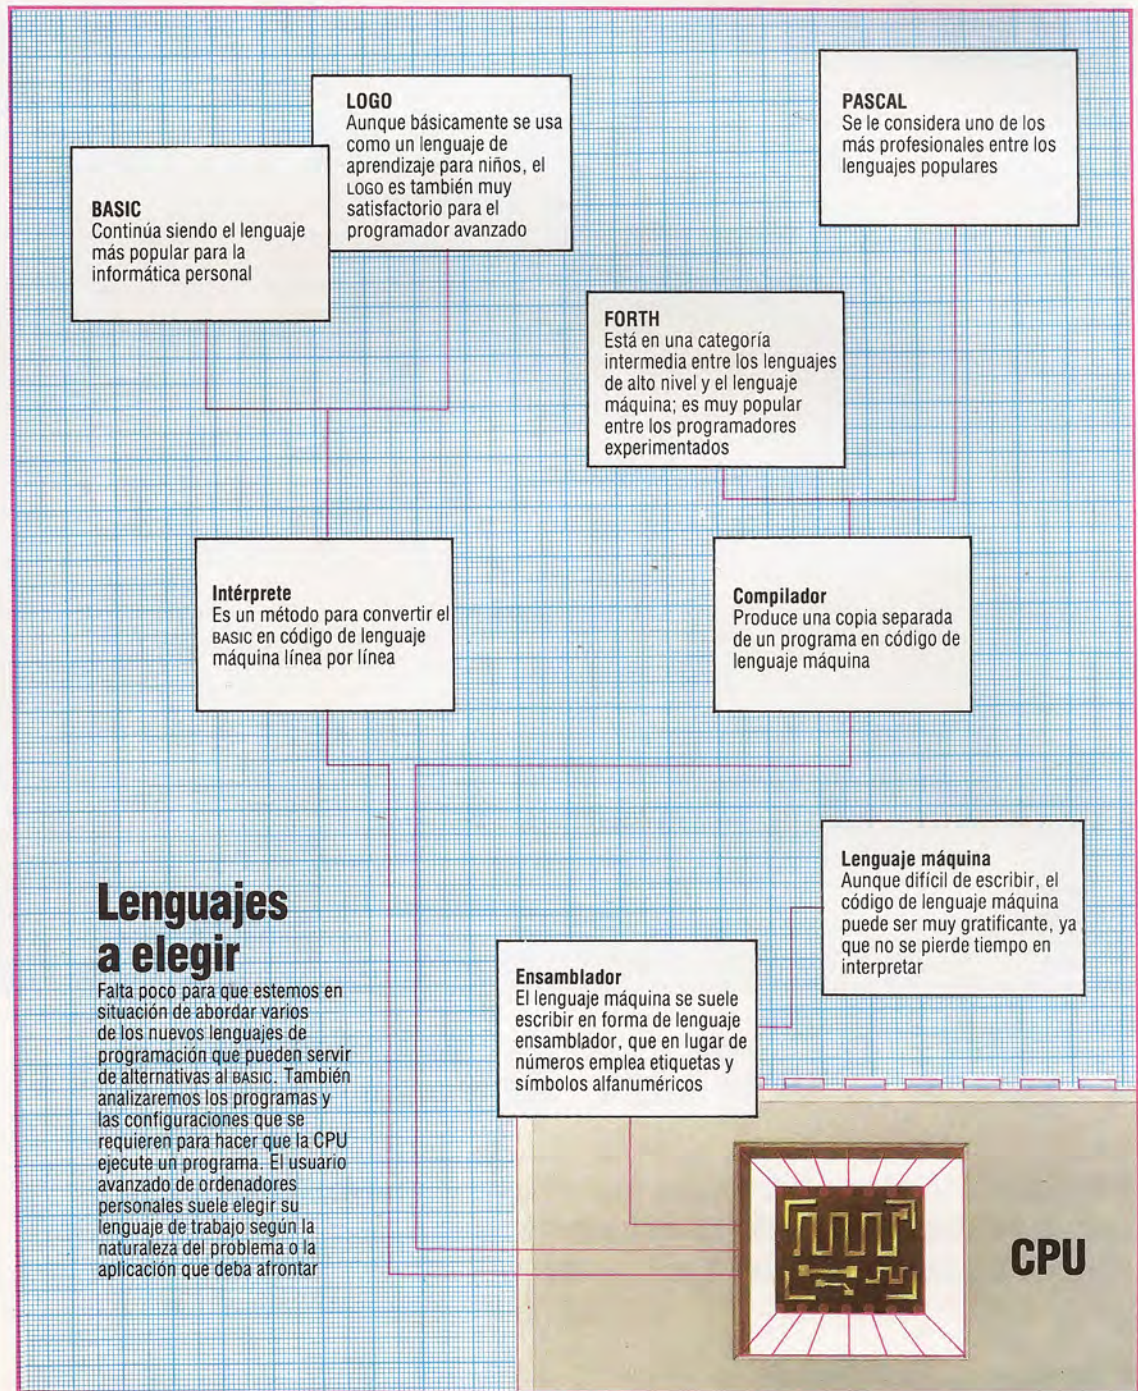 LOGO
Aunque básicamente se usa
como un lenguaje de
aprendizaje para niños, el
LOGO es también muy
satisfactorio para el
programador avanzado
PASCAL
Se le considera uno de los
más profesionales entre los
lenguajes populares
BASIC
Continúa siendo el lenguaje
más popular para la
informática personal
FORTH
Está en una categoría
intermedia entre los lenguajes
de alto nivel y el lenguaje
máquina; es muy popular
entre los programadores
experimentados
Intérprete
Es un método para convertir el
BASIC en código de lenguaje
máquina línea por línea
Compilador
Produce una copia separada
de un programa en código de
lenguaje máquina
Lenguaje máquina
Aunque difícil de escribir, el
código de lenguaje máquina
puede ser muy gratificante, ya
que no se pierde tiempo en
interpretar
Lenguajes
a elegir
Falta poco para que estemos en
situación de abordar varios
de los nuevos lenguajes de
programación que pueden servir
de alternativas al BASIC. También
analizaremos los programas y
las configuraciones que se
requieren para hacer que la CPU
ejecute un programa. El usuario
avanzado de ordenadores
personales suele elegir su
lenguaje de trabajo según la
naturaleza del problema o la
aplicación que deba afrontar
Ensamblador
El lenguaje máquina se suele
escribir en forma de lenguaje
ensamblador, que en lugar de
números emplea etiquetas y
símbolos alfanuméricos
CPU